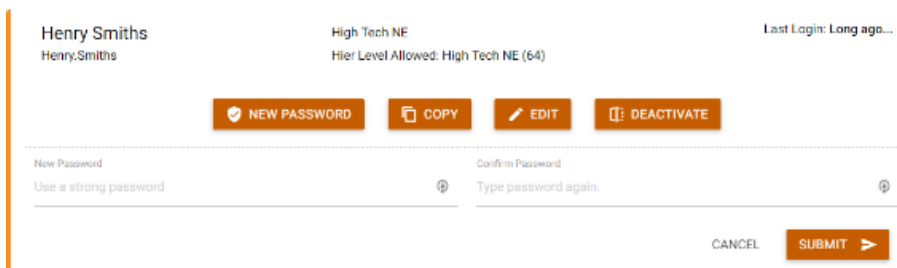 Henry Smiths
High Tech NE
Last Login: Long ago...
Henry.Smiths
Hier Level Allowed: High Tech NE (64)
NEW PASSWORD
COPY
EDIT
DEACTIVATE
New Password
Confirm Password
Use a strong password
Type password again.
CANCEL
SUBMIT